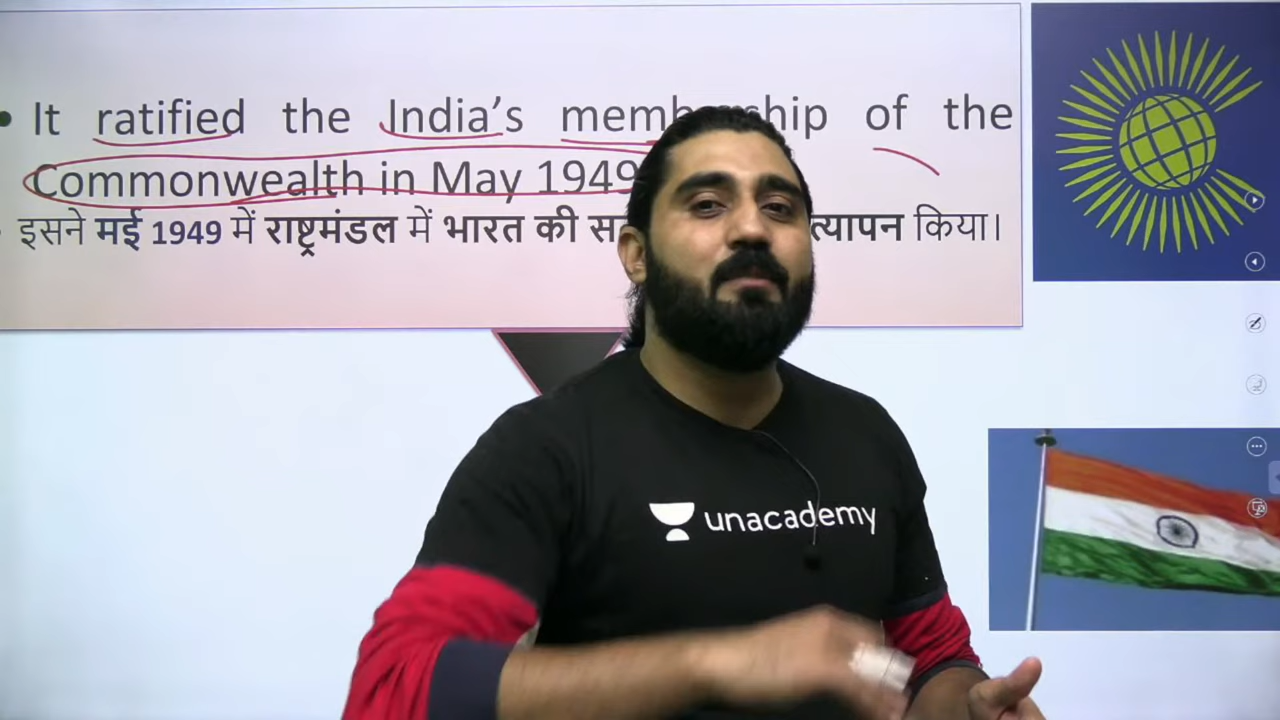 It ratified the India's of the
Commonwealth in May 1949
इसने मई 1949 में राष्ट्रमंडल में भारत की किया।
unacademy